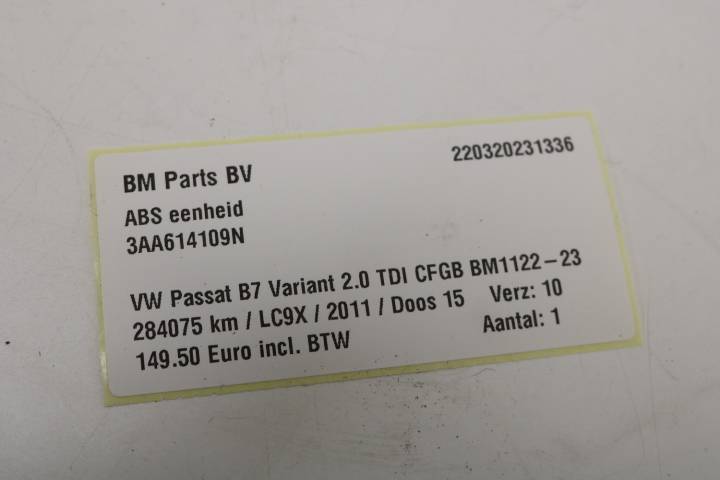 BM Parts BV 220320231336
ABS eenheid
3AA614109N
VW Passat B7 Variant 2.0 TDI CFGB BM1122-23
284075 km / LC9X / 2011 / Doos 15 Verz: 10
149.50 Euro incl. BTW Aantal: 1